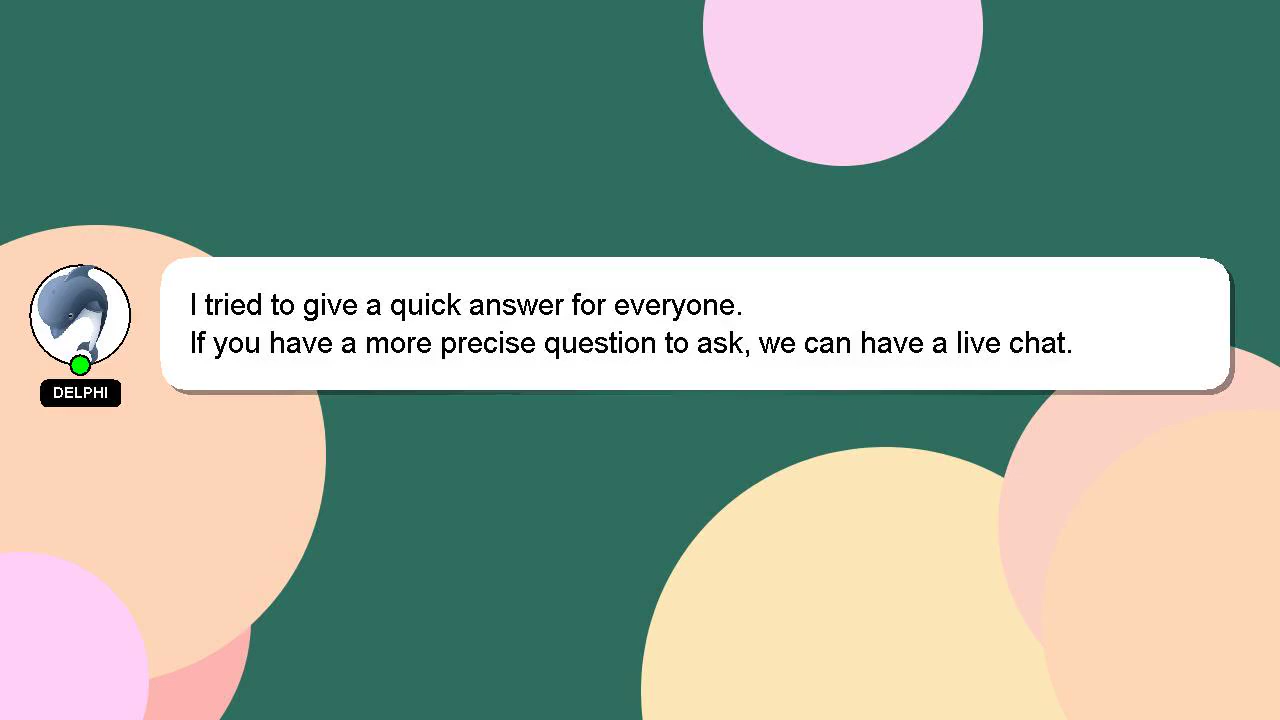 I tried to give a quick answer for everyone.
If you have a more precise question to ask, we can have a live chat.
DELPHI